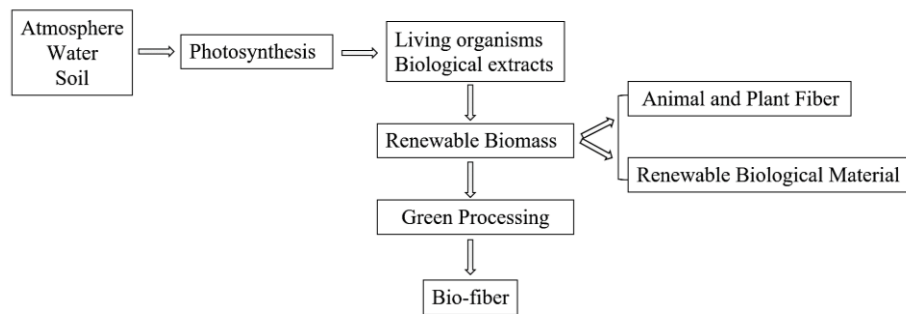 Atmosphere
Water
Soil
Photosynthesis
Living organisms
Biological extracts
Animal and Plant Fiber
Renewable Biomass
Renewable Biological Material
Green Processing
Bio-fiber